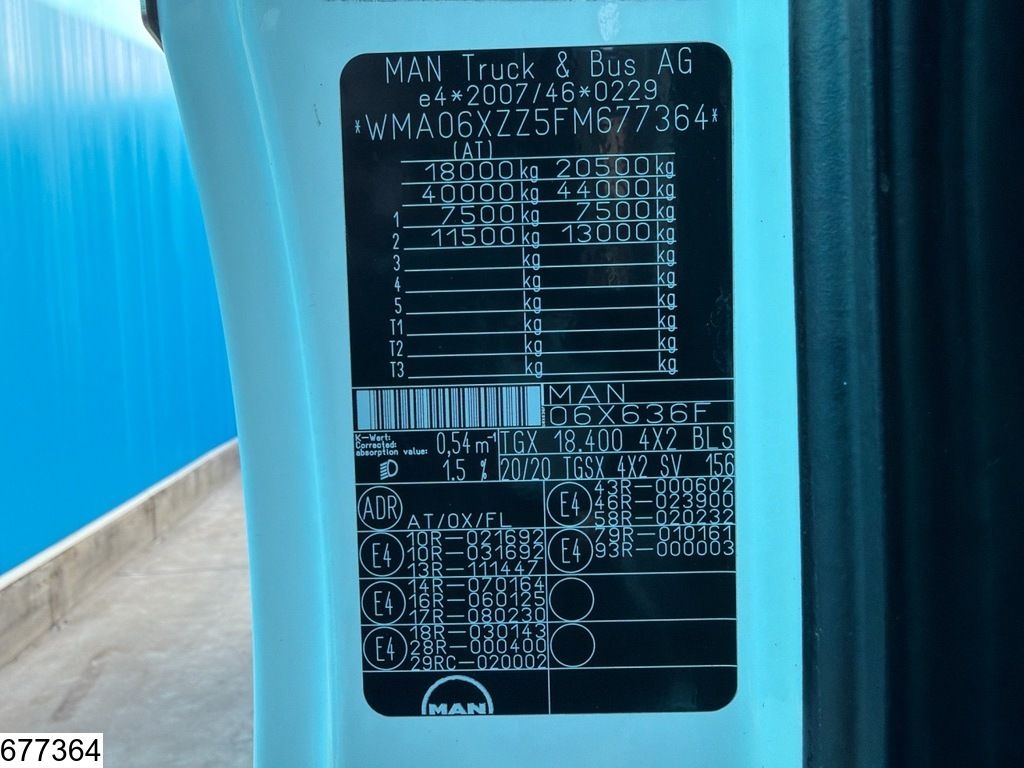 MAN Truck & Bus AG
e4*2007/46*0229
*WMA06XZZ5FM677364*
(AT)
18000 kg 20500 kg
40000 kg 44000 kg
1 7500 kg 7500 kg
2 11500 kg 13000 kg
3 kg kg
4 kg kg
5 kg kg
T1 kg kg
T2 kg kg
T3 kg kg
MAN
06X636F
K-Wert: Corrected absorption value: 0,54 m⁻¹ TGX 18.400 4X2 BLS
1.5 % 20/20 TGSX 4X2 SV 156
ADR AT/OX/FL
E4 10R-021692
10R-031692
13R-111447
E4 14R-070164
16R-060125
17R-080230
E4 18R-030143
28R-000400
29RC-020002
E4 43R-000602
48R-023900
58R-020232
E4 79R-010161
93R-000003
MAN
677364